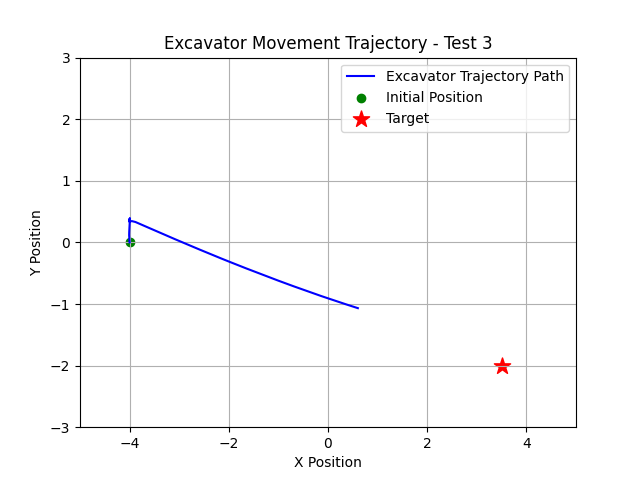 Excavator Movement Trajectory - Test 3
Excavator Trajectory Path
Initial Position
Target
3
2
1
0
−1
−2
−3
Y Position
−4
−2
0
2
4
X Position